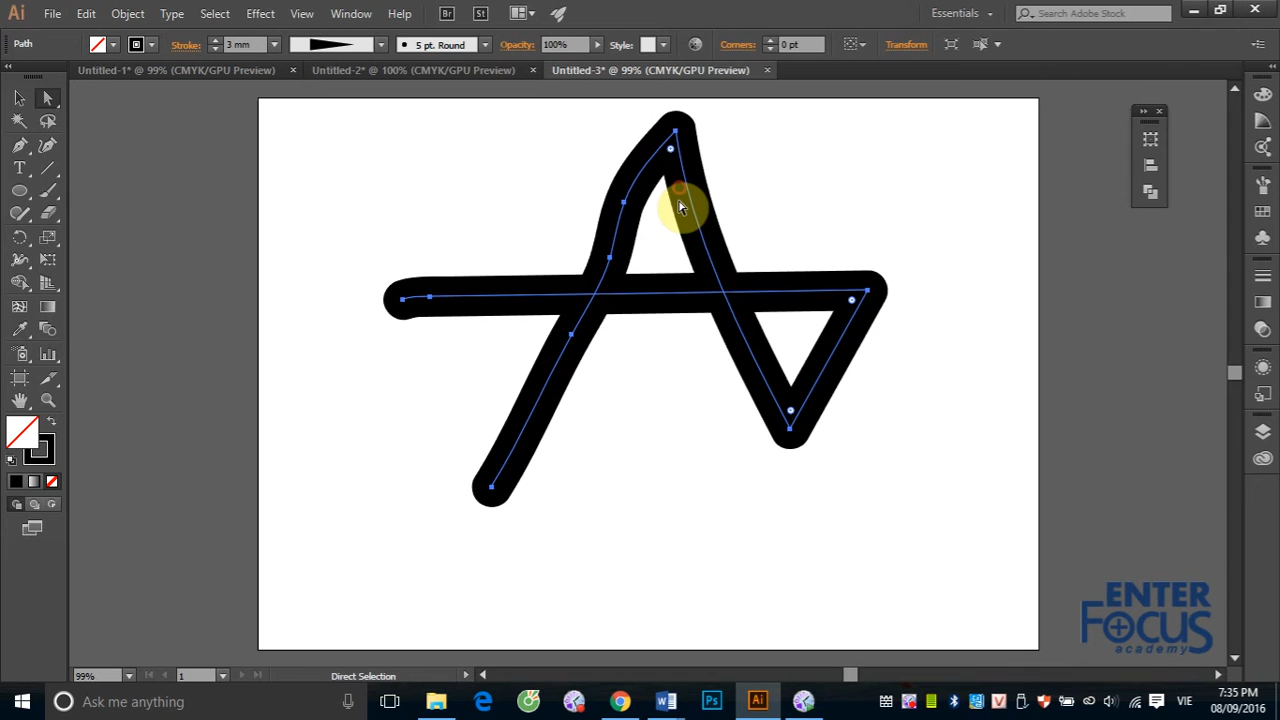 Ai File Edit Object Type Select Effect View Window Help Br St Essentials Search Adobe Stock
Path Stroke: 3 mm 5 pt. Round Opacity: 100% Style: Corners: 0 pt Transform
Untitled-1* @ 99% (CMYK/GPU Preview) Untitled-2* @ 100% (CMYK/GPU Preview) Untitled-3* @ 99% (CMYK/GPU Preview)
T
ENTER
FOCUS
academy
99% 1 Direct Selection
Ask me anything Ps Ai VIE 7:35 PM
08/09/2016